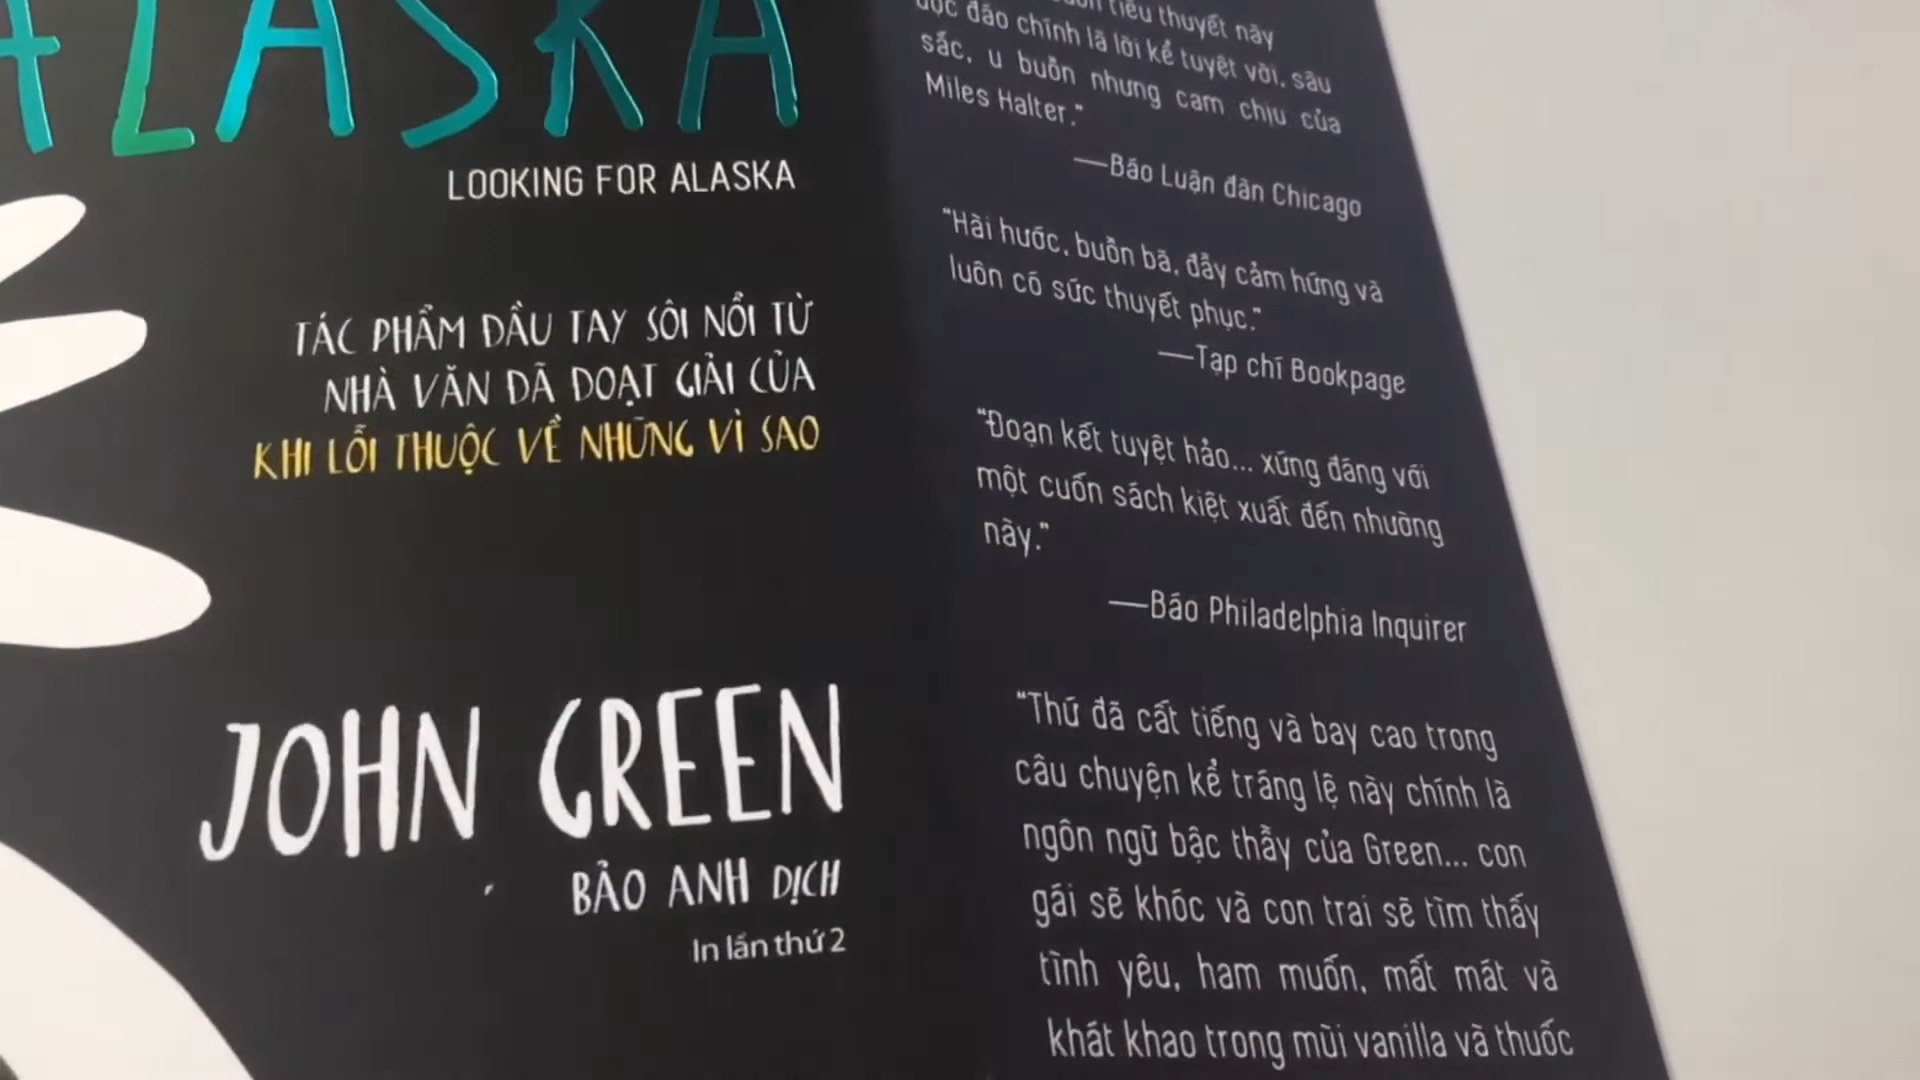 ALASKA
LOOKING FOR ALASKA
TÁC PHẨM ĐẦU TAY SÔI NỔI TỪ
NHÀ VĂN ĐÃ ĐOẠT GIẢI CỦA
KHI LỖI THUỘC VỀ NHỮNG VÌ SAO
JOHN GREEN
BẢO ANH DỊCH
In lần thứ 2
tiểu thuyết này
độc đáo chính là lời kể tuyệt vời, sâu
sắc, u buồn nhưng cam chịu của
Miles Halter."
—Báo Luận đàn Chicago
"Hài hước, buồn bã, đầy cảm hứng và
luôn có sức thuyết phục."
—Tạp chí Bookpage
"Đoạn kết tuyệt hảo... xứng đáng với
một cuốn sách kiệt xuất đến nhường
này."
—Báo Philadelphia Inquirer
"Thứ đã cất tiếng và bay cao trong
câu chuyện kể tráng lệ này chính là
ngôn ngữ bậc thầy của Green... con
gái sẽ khóc và con trai sẽ tìm thấy
tình yêu, ham muốn, mất mát và
khát khao trong mùi vanilla và thuốc